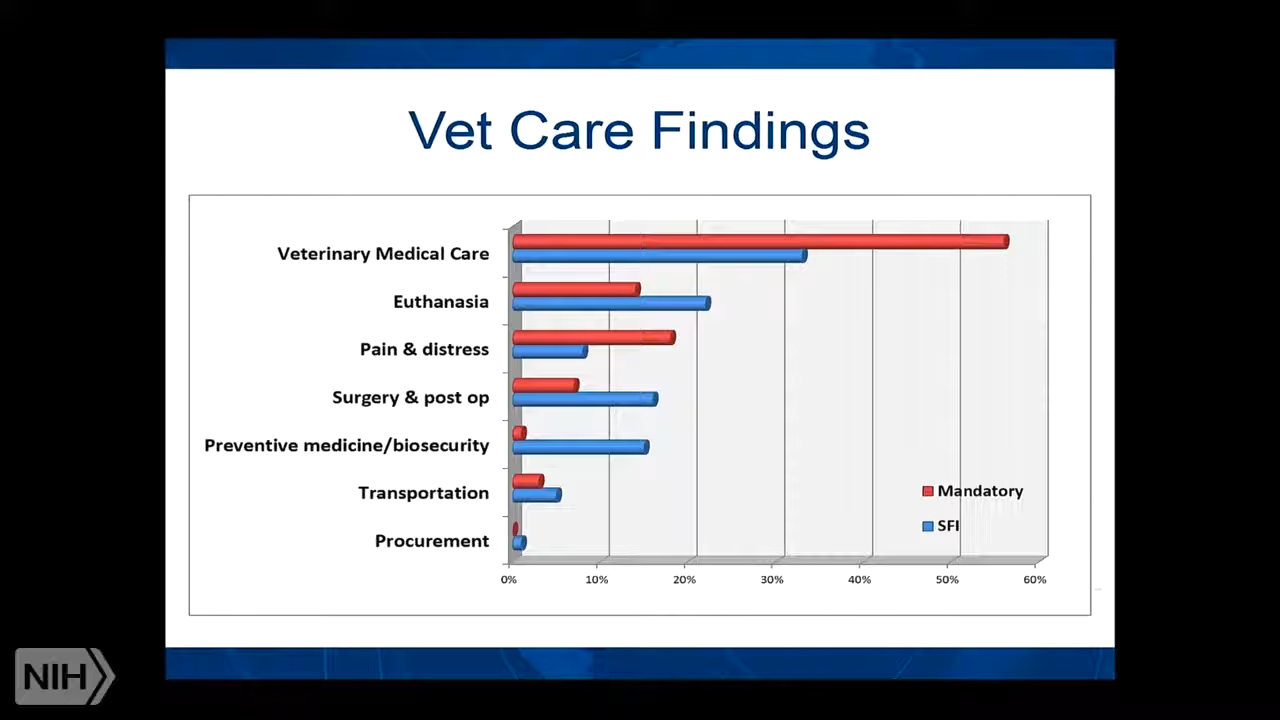 Vet Care Findings
Veterinary Medical Care
Euthanasia
Pain & distress
Surgery & post op
Preventive medicine/biosecurity
Transportation
Procurement
Mandatory
SFI
0% 10% 20% 30% 40% 50% 60%
NIH